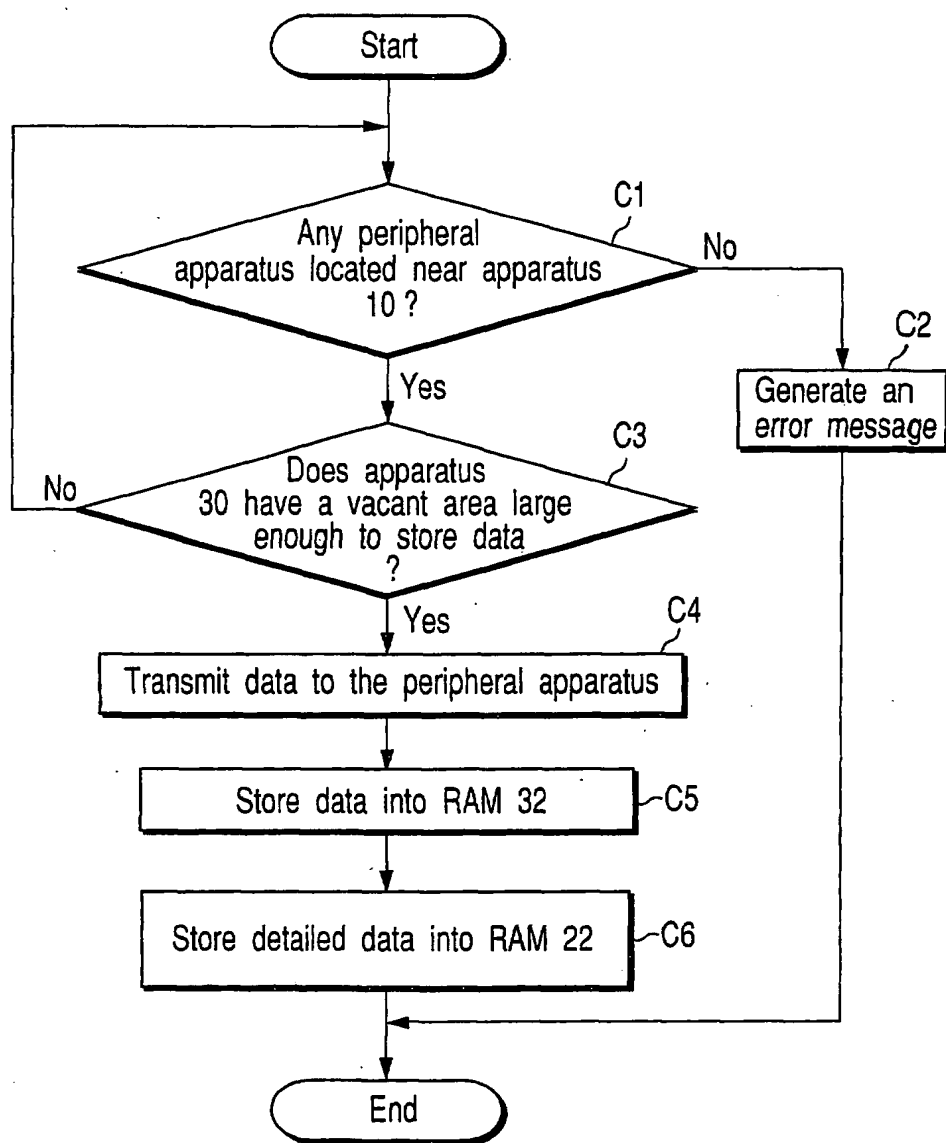 Start
C1
Any peripheral
apparatus located near apparatus
10 ?
No
C2
Generate an
error message
Yes
C3
Does apparatus
30 have a vacant area large
enough to store data
?
No
Yes
C4
Transmit data to the peripheral apparatus
Store data into RAM 32
C5
Store detailed data into RAM 22
C6
End